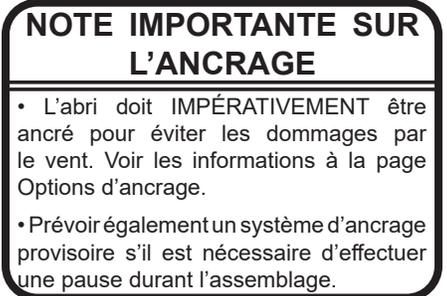 NOTE IMPORTANTE SUR
L’ANCRAGE
• L’abri doit IMPÉRATIVEMENT être
ancré pour éviter les dommages par
le vent. Voir les informations à la page
Options d’ancrage.
• Prévoir également un système d’ancrage
provisoire s’il est nécessaire d’effectuer
une pause durant l’assemblage.